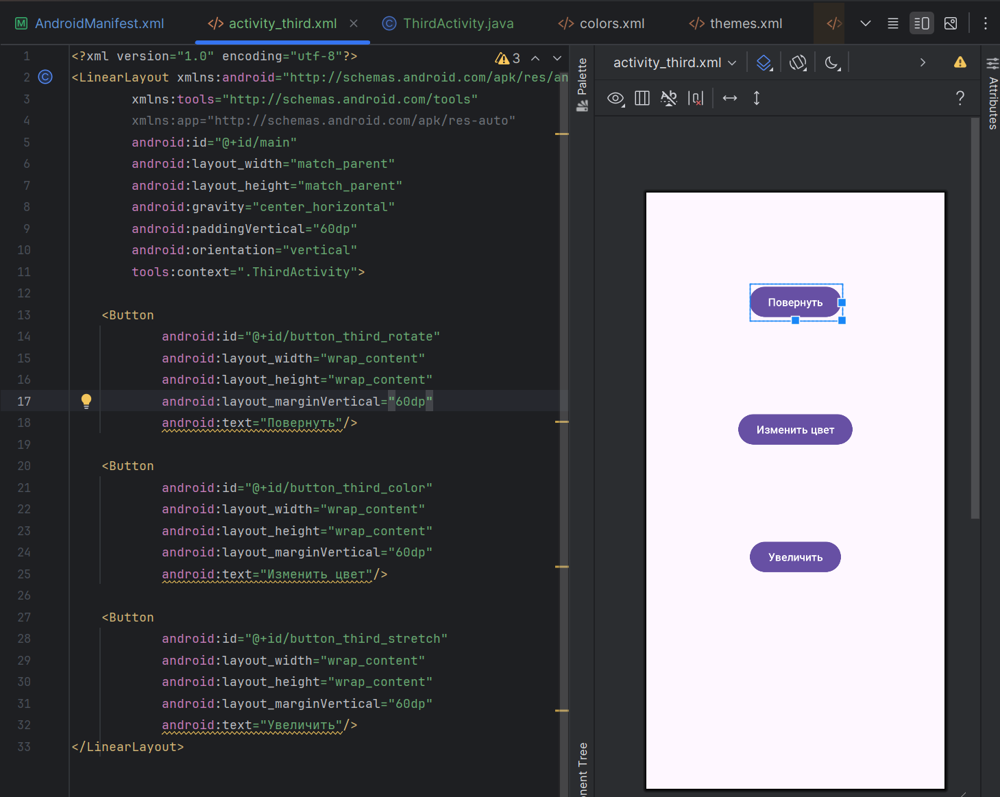 AndroidManifest.xml
activity_third.xml
ThirdActivity.java
colors.xml
themes.xml
1 <?xml version="1.0" encoding="utf-8"?>
3
2 <LinearLayout xmlns:android="http://schemas.android.com/apk/res/an
3 xmlns:tools="http://schemas.android.com/tools"
4 xmlns:app="http://schemas.android.com/apk/res-auto"
5 android:id="@+id/main"
6 android:layout_width="match_parent"
7 android:layout_height="match_parent"
8 android:gravity="center_horizontal"
9 android:paddingVertical="60dp"
10 android:orientation="vertical"
11 tools:context=".ThirdActivity">
12
13 <Button
14 android:id="@+id/button_third_rotate"
15 android:layout_width="wrap_content"
16 android:layout_height="wrap_content"
17 android:layout_marginVertical="60dp"
18 android:text="Повернуть"/>
19
20 <Button
21 android:id="@+id/button_third_color"
22 android:layout_width="wrap_content"
23 android:layout_height="wrap_content"
24 android:layout_marginVertical="60dp"
25 android:text="Изменить цвет"/>
26
27 <Button
28 android:id="@+id/button_third_stretch"
29 android:layout_width="wrap_content"
30 android:layout_height="wrap_content"
31 android:layout_marginVertical="60dp"
32 android:text="Увеличить"/>
33 </LinearLayout>
Palette
onent Tree
activity_third.xml
Повернуть
Изменить цвет
Увеличить
Attributes